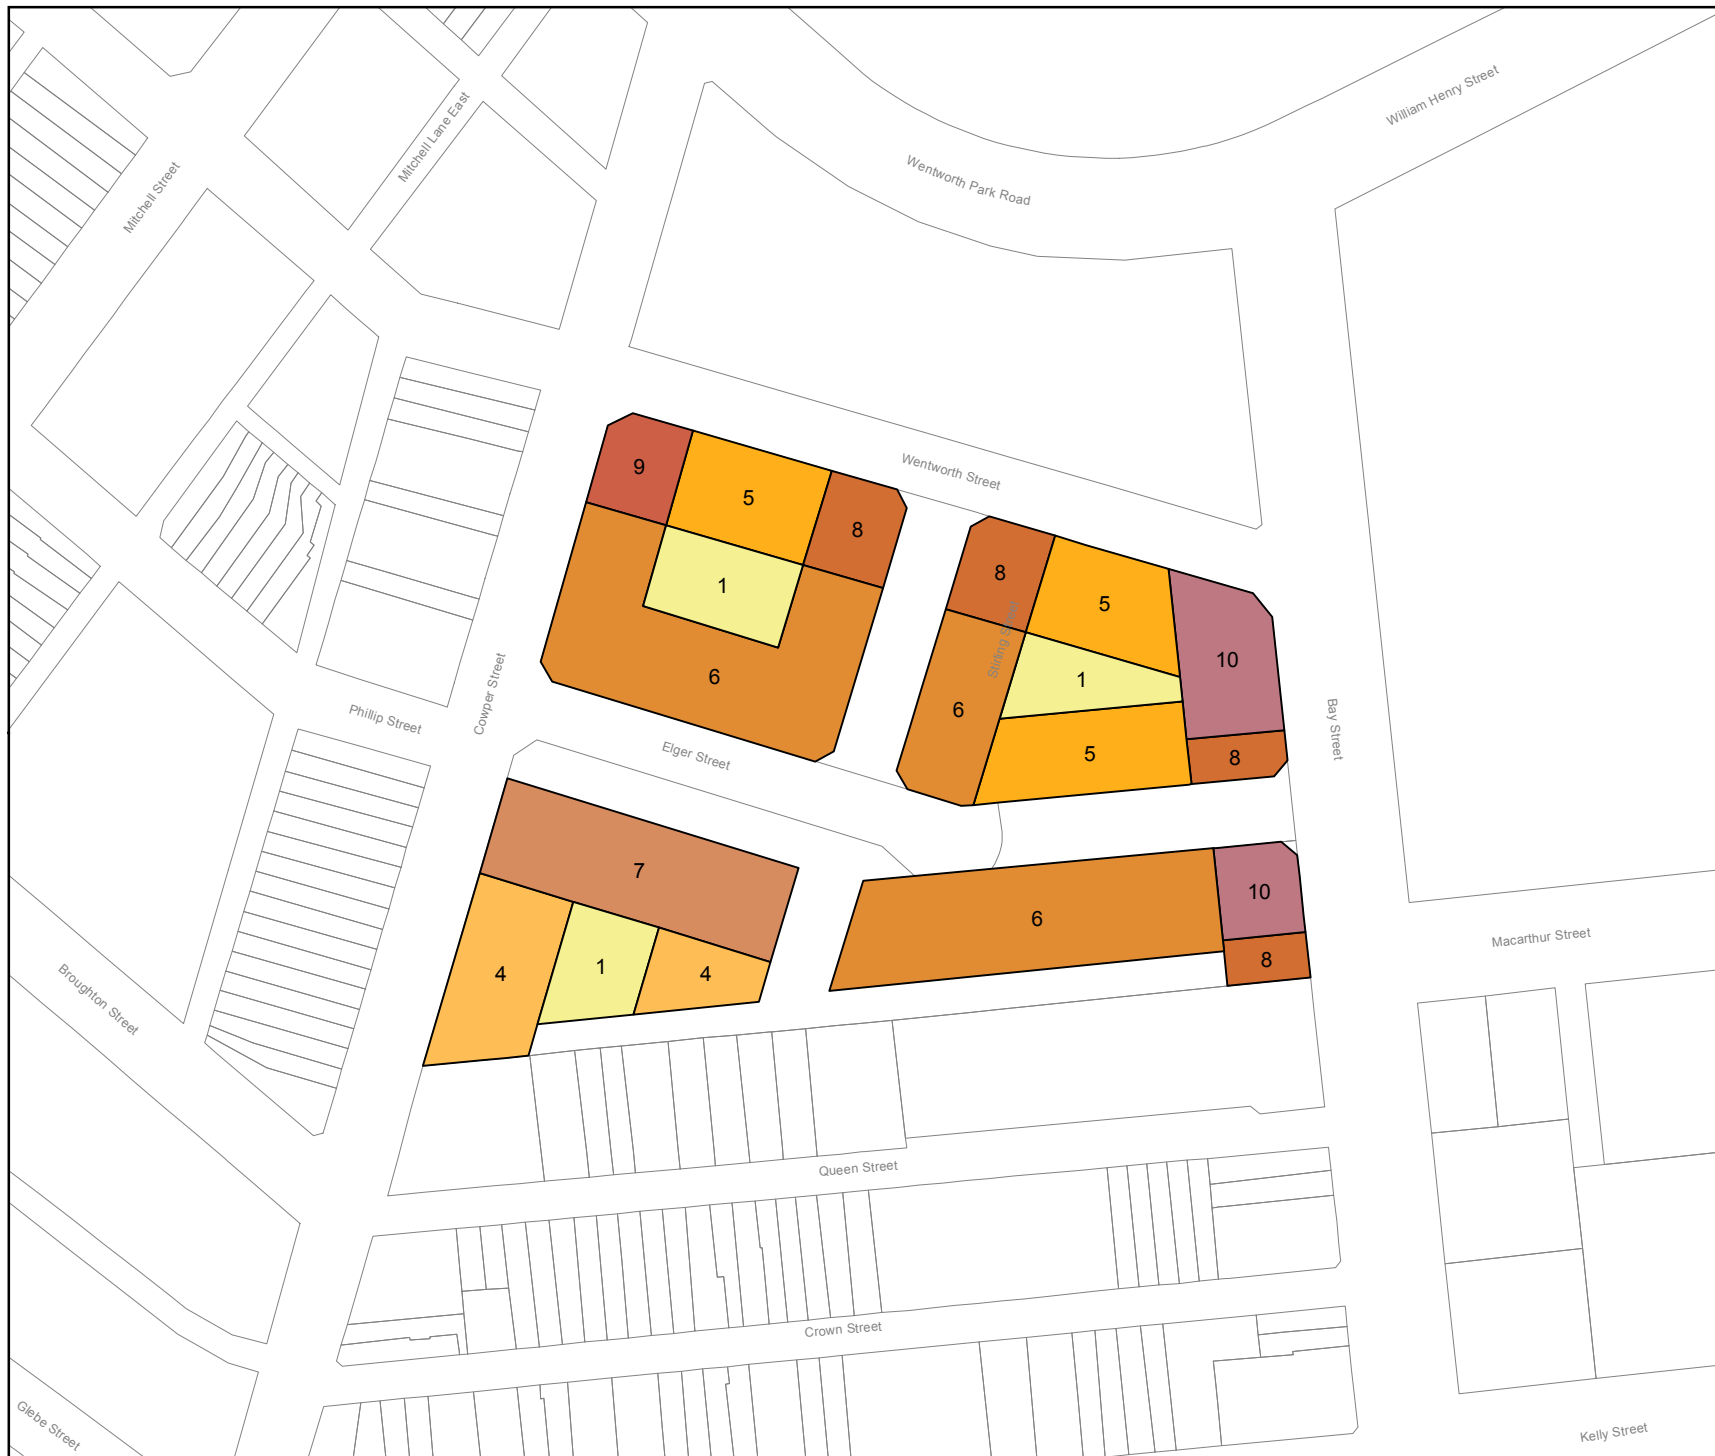 William Henry Street
Mitchell Lane East
Mitchell Street
Wentworth Park Road
Wentworth Street
9
5
8
1
6
8
5
10
1
6
5
8
Stirling Street
Cowper Street
Phillip Street
Elger Street
Bay Street
7
4
1
4
6
10
8
Macarthur Street
Broughton Street
Queen Street
Crown Street
Glebe Street
Kelly Street